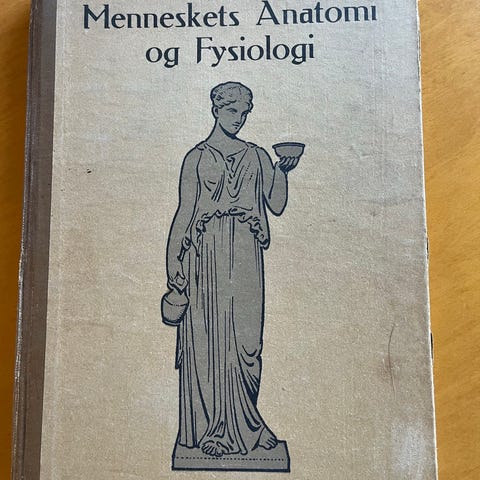 Menneskets Anatomi
og Fysiologi